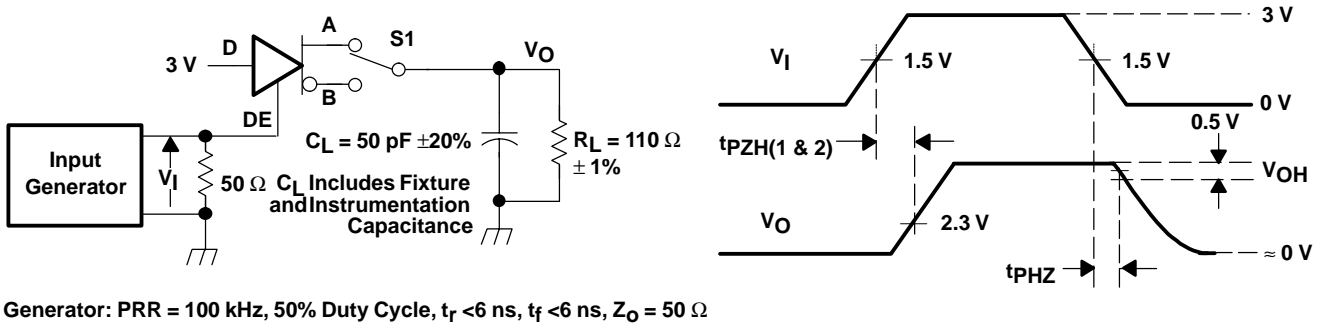 A
S1
D
3 V
B
VO
DE
Input
Generator
VI
50 Ω
CL = 50 pF ±20%
CL Includes Fixture
and Instrumentation
Capacitance
RL = 110 Ω
± 1%
3 V
VI
1.5 V
1.5 V
0 V
0.5 V
tPZH(1 & 2)
VOH
VO
2.3 V
≈ 0 V
tPHZ
Generator: PRR = 100 kHz, 50% Duty Cycle, tr <6 ns, tf <6 ns, Zo = 50 Ω